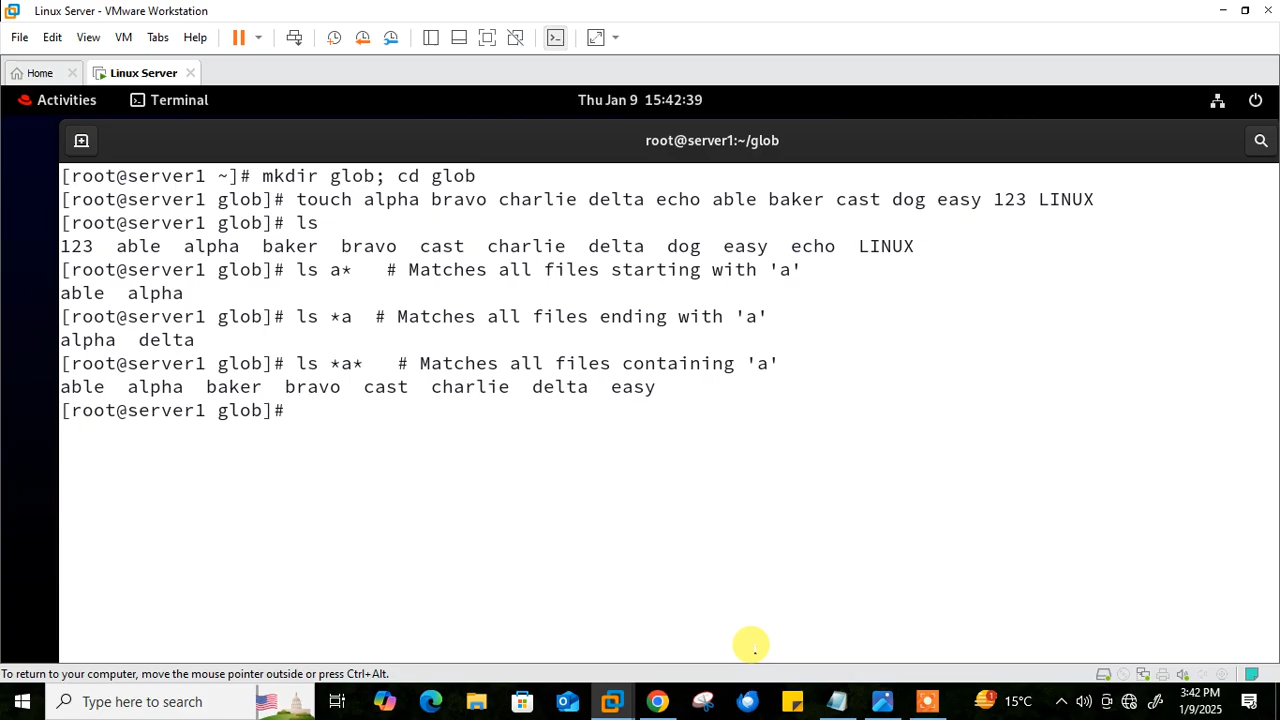 Linux Server - VMware Workstation
File Edit View VM Tabs Help
Home Linux Server
Activities Terminal Thu Jan 9 15:42:39
root@server1:~/glob
[root@server1 ~]# mkdir glob; cd glob
[root@server1 glob]# touch alpha bravo charlie delta echo able baker cast dog easy 123 LINUX
[root@server1 glob]# ls
123 able alpha baker bravo cast charlie delta dog easy echo LINUX
[root@server1 glob]# ls a* # Matches all files starting with 'a'
able alpha
[root@server1 glob]# ls *a # Matches all files ending with 'a'
alpha delta
[root@server1 glob]# ls *a* # Matches all files containing 'a'
able alpha baker bravo cast charlie delta easy
[root@server1 glob]#
To return to your computer, move the mouse pointer outside or press Ctrl+Alt.
Type here to search 1 15°C 3:42 PM
1/9/2025